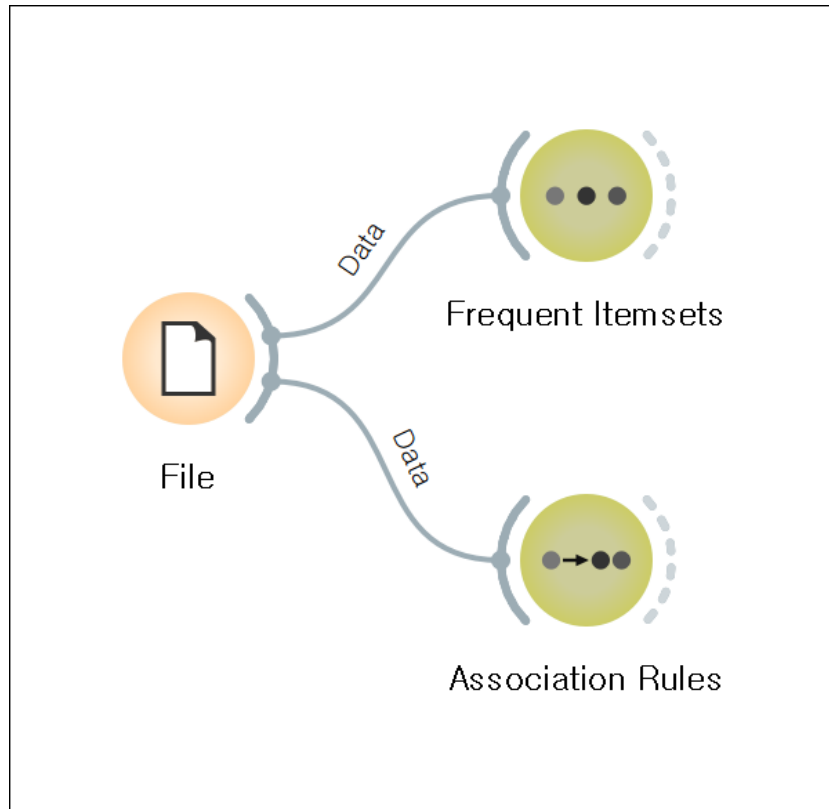 Data
Frequent Itemsets
File
Data
Association Rules